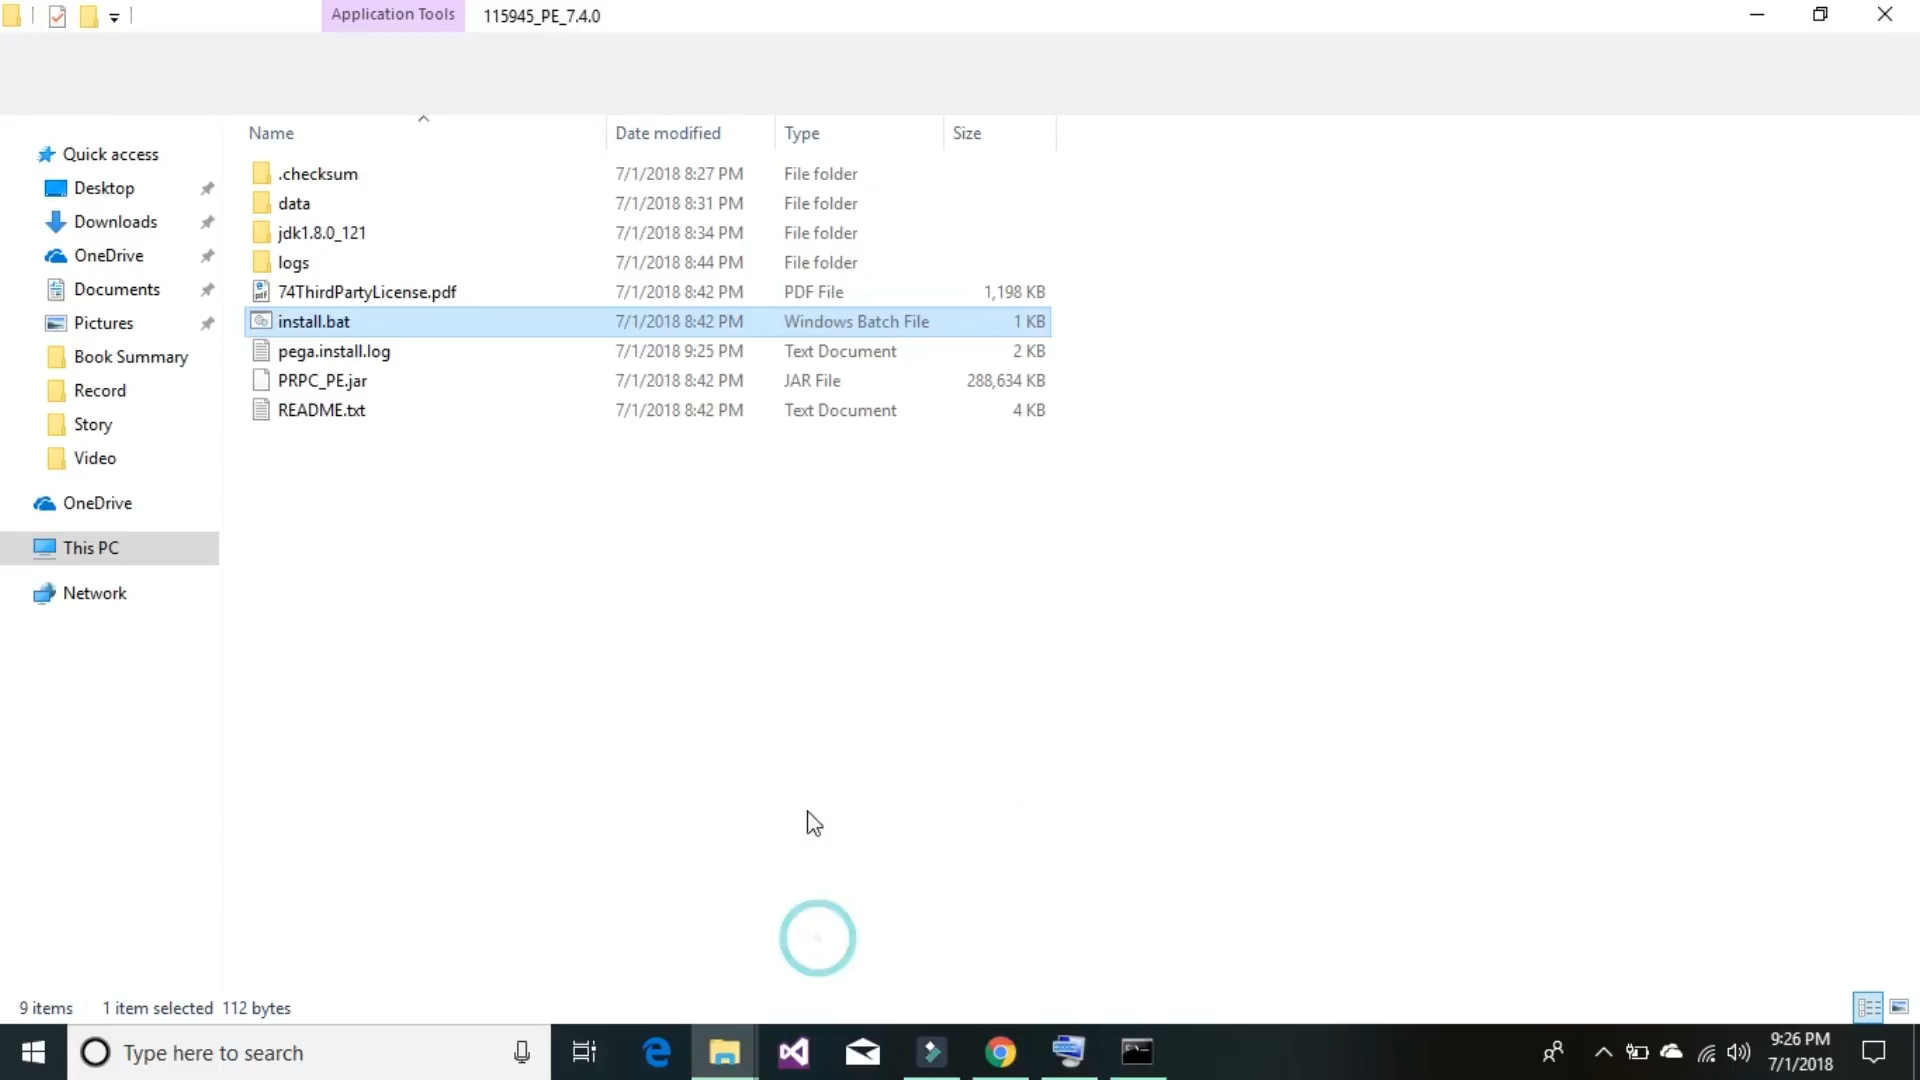 Application Tools 115945_PE_7.4.0
Name Date modified Type Size
Quick access
Desktop
Downloads
OneDrive
Documents
Pictures
Book Summary
Record
Story
Video
OneDrive
This PC
Network
.checksum 7/1/2018 8:27 PM File folder
data 7/1/2018 8:31 PM File folder
jdk1.8.0_121 7/1/2018 8:34 PM File folder
logs 7/1/2018 8:44 PM File folder
74ThirdPartyLicense.pdf 7/1/2018 8:42 PM PDF File 1,198 KB
install.bat 7/1/2018 8:42 PM Windows Batch File 1 KB
pega.install.log 7/1/2018 9:25 PM Text Document 2 KB
PRPC_PE.jar 7/1/2018 8:42 PM JAR File 288,634 KB
README.txt 7/1/2018 8:42 PM Text Document 4 KB
9 items 1 item selected 112 bytes
Type here to search
9:26 PM
7/1/2018